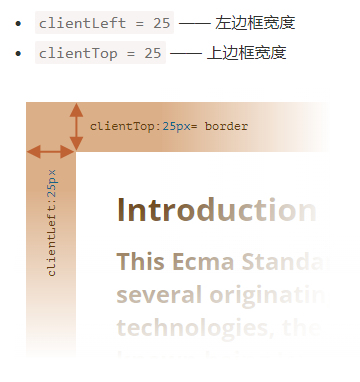 clientLeft = 25 —— 左边框宽度
clientTop = 25 —— 上边框宽度
clientTop:25px= border
clientLeft:25px
Introduction
This Ecma Standa
several originatin
technologies, the